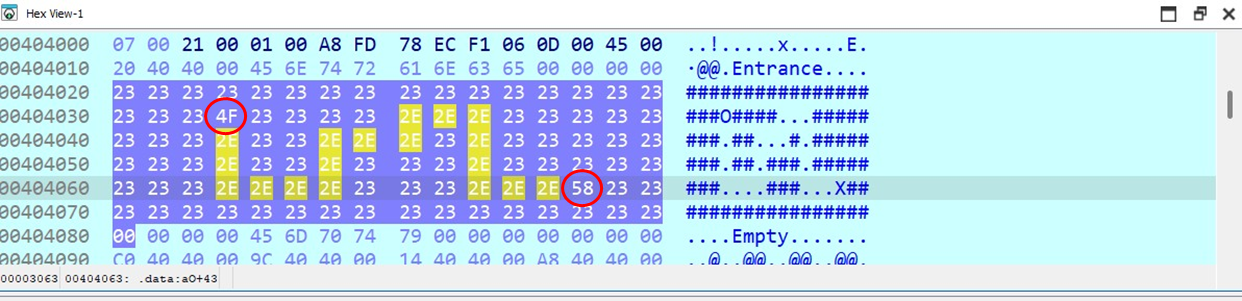 Hex View-1
00404000 07 00 21 00 01 00 A8 FD 78 EC F1 06 0D 00 45 00 ..!.....x.....E.
00404010 20 40 40 00 45 6E 74 72 61 6E 63 65 00 00 00 00 ·@@.Entrance....
00404020 23 23 23 23 23 23 23 23 23 23 23 23 23 23 23 23 ################
00404030 23 23 23 4F 23 23 23 23 2E 2E 2E 23 23 23 23 23 ###O####...#####
00404040 23 23 23 2E 23 23 2E 2E 2E 23 2E 23 23 23 23 23 ###.##...#.#####
00404050 23 23 23 2E 23 23 2E 23 23 23 2E 23 23 23 23 23 ###.##.###.#####
00404060 23 23 23 2E 2E 2E 2E 23 23 23 2E 2E 2E 58 23 23 ###....###...X##
00404070 23 23 23 23 23 23 23 23 23 23 23 23 23 23 23 23 ################
00404080 00 00 00 00 45 6D 70 74 79 00 00 00 00 00 00 00 ....Empty.......
00404090 C0 40 40 00 9C 40 40 00 14 40 40 00 A8 40 40 00 .@..@@..@@..@@.
00003063 00404063: .data:aO+43